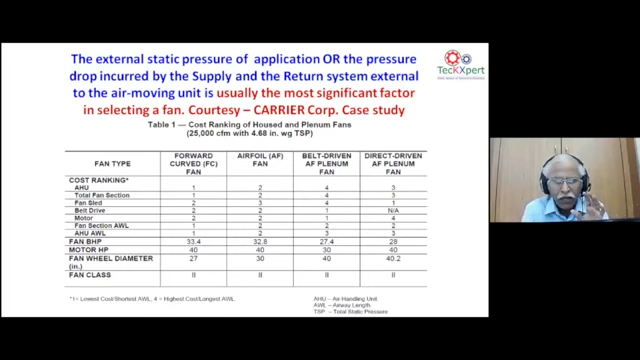 The external static pressure of application OR the pressure
drop incurred by the Supply and the Return system external
to the air-moving unit is usually the most significant factor
in selecting a fan. Courtesy – CARRIER Corp. Case study
TecKXpert
Table 1 — Cost Ranking of Housed and Plenum Fans
(25,000 cfm with 4.68 in. wg TSP)
FAN TYPE FORWARD CURVED (FC) FAN AIRFOIL (AF) FAN BELT-DRIVEN AF PLENUM FAN DIRECT-DRIVEN AF PLENUM FAN
COST RANKING*
AHU 1 2 4 3
Total Fan Section 1 2 4 3
Fan Sled 2 3 4 1
Belt Drive 2 2 1 N/A
Motor 2 2 1 4
Fan Section AWL 1 2 2 2
AHU AWL 1 2 3 3
FAN BHP 33.4 32.8 27.4 28
MOTOR HP 40 40 30 40
FAN WHEEL DIAMETER (in.) 27 30 40 40.2
FAN CLASS II II II II
*1= Lowest Cost/Shortest AWL, 4 = Highest Cost/Longest AWL.
AHU – Air Handling Unit
AWL – Airway Length
TSP – Total Static Pressure